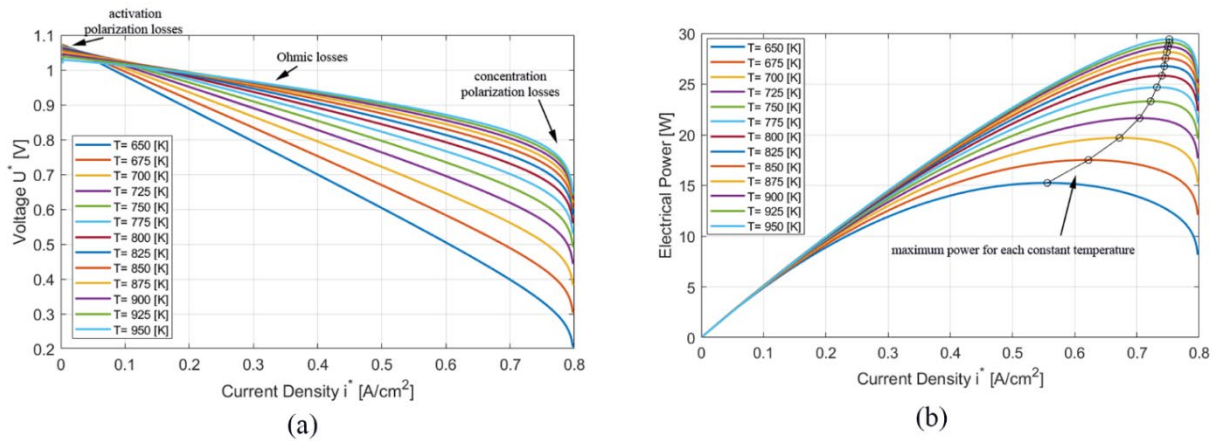 activation
polarization losses
Ohmic losses
concentration
polarization losses
1.1
1
0.9
0.8
0.7
0.6
0.5
0.4
0.3
0.2
Voltage U* [V]
T= 650 [K]
T= 675 [K]
T= 700 [K]
T= 725 [K]
T= 750 [K]
T= 775 [K]
T= 800 [K]
T= 825 [K]
T= 850 [K]
T= 875 [K]
T= 900 [K]
T= 925 [K]
T= 950 [K]
0 0.1 0.2 0.3 0.4 0.5 0.6 0.7 0.8
Current Density i* [A/cm²]
(a)
30
25
20
15
10
5
0
Electrical Power [W]
T= 650 [K]
T= 675 [K]
T= 700 [K]
T= 725 [K]
T= 750 [K]
T= 775 [K]
T= 800 [K]
T= 825 [K]
T= 850 [K]
T= 875 [K]
T= 900 [K]
T= 925 [K]
T= 950 [K]
maximum power for each constant temperature
0 0.1 0.2 0.3 0.4 0.5 0.6 0.7 0.8
Current Density i* [A/cm²]
(b)